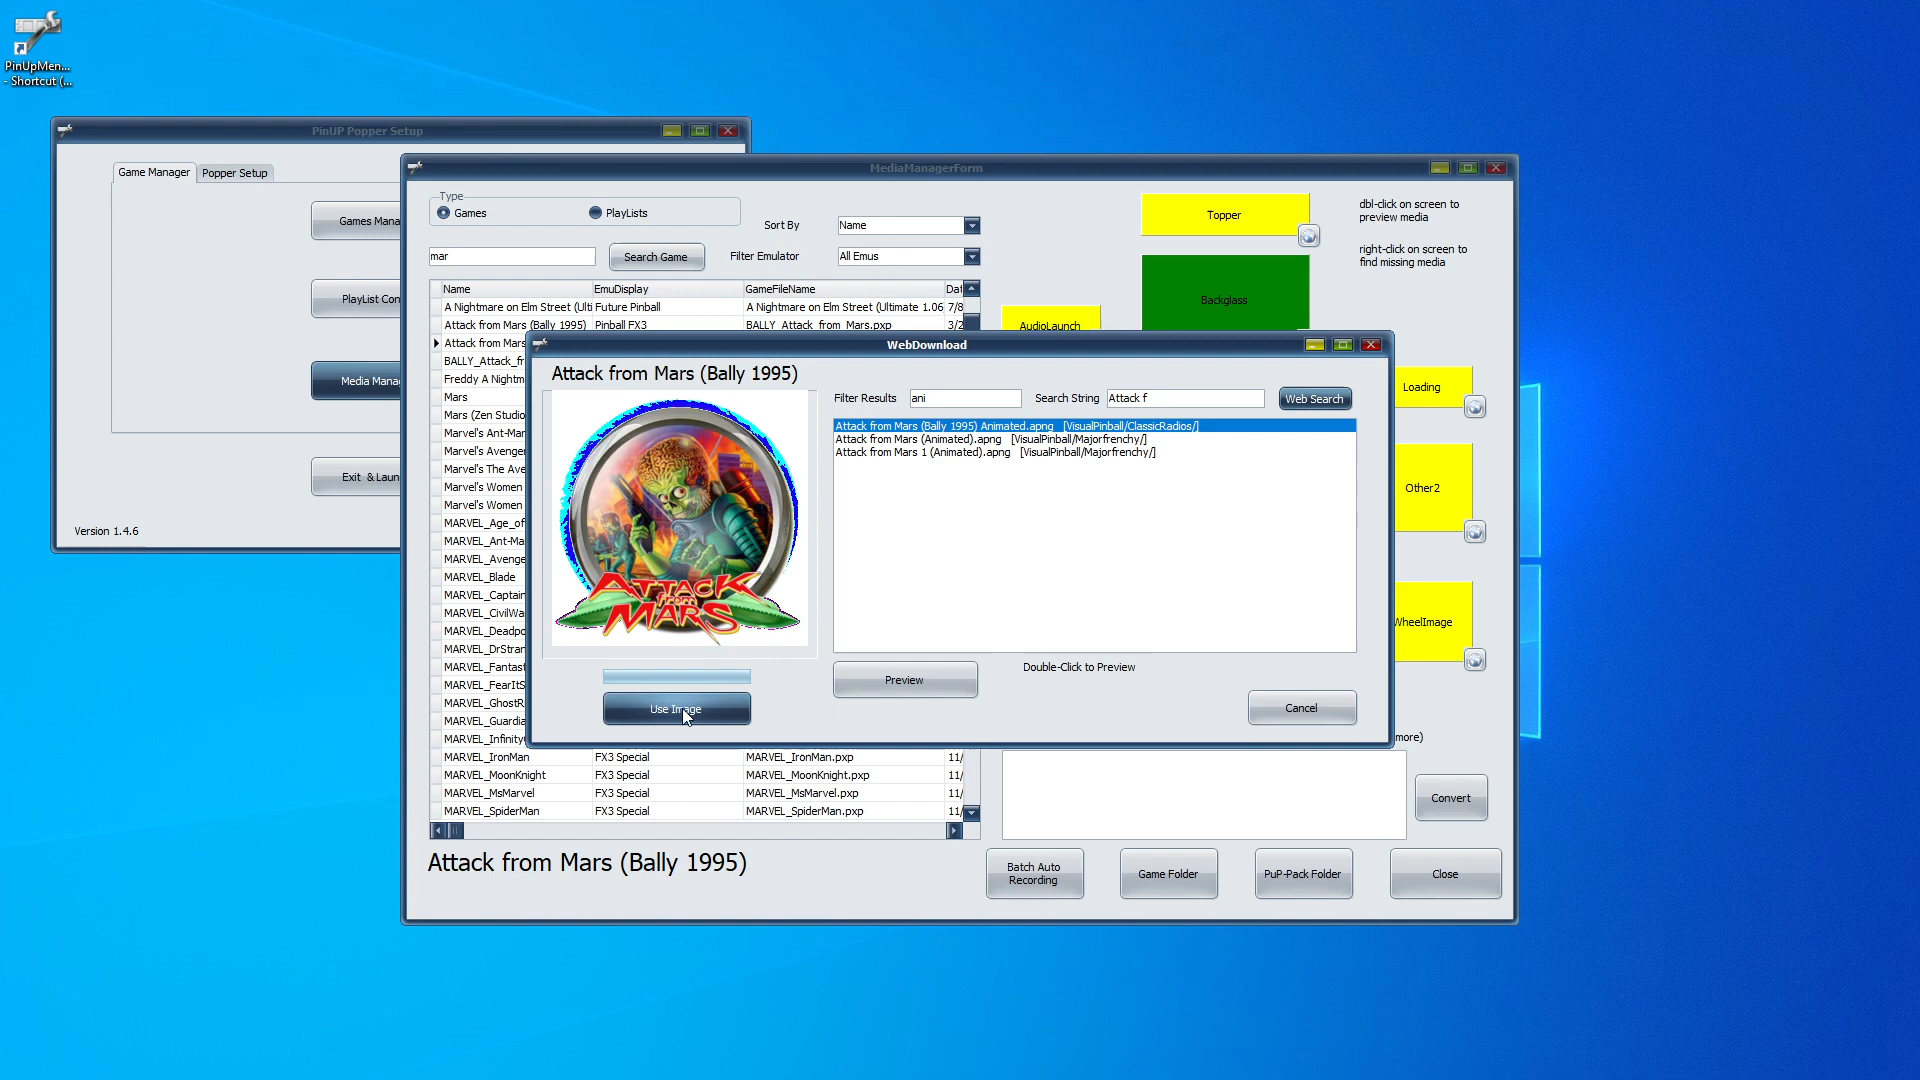 PinUpMen...
- Shortcut (...
PinUP Popper Setup
Game Manager
Popper Setup
Games Mana
PlayList Con
Media Mana
Exit & Laun
Version 1.4.6
MediaManagerForm
Type
Games
PlayLists
Sort By
Name
mar
Search Game
Filter Emulator
All Emus
Topper
dbl-click on screen to
preview media
right-click on screen to
find missing media
Backglass
AudioLaunch
Name EmuDisplay GameFileName Dat
A Nightmare on Elm Street (Ulti Future Pinball A Nightmare on Elm Street (Ultimate 1.06 7/8
Attack from Mars (Bally 1995) Pinball FX3 BALLY_Attack_from_Mars.pxp 3/2
Attack from Mars
BALLY_Attack_fr
Freddy A Nightm
Mars
Mars (Zen Studio
Marvel's Ant-Mar
Marvel's Avenger
Marvel's The Ave
Marvel's Women
Marvel's Women
MARVEL_Age_of
MARVEL_Ant-Ma
MARVEL_Avenge
MARVEL_Blade
MARVEL_Captain
MARVEL_CivilWa
MARVEL_Deadpo
MARVEL_DrStran
MARVEL_Fantast
MARVEL_FearItS
MARVEL_GhostR
MARVEL_Guardia
MARVEL_Infinity
MARVEL_IronMan FX3 Special MARVEL_IronMan.pxp 11/
MARVEL_MoonKnight FX3 Special MARVEL_MoonKnight.pxp 11/
MARVEL_MsMarvel FX3 Special MARVEL_MsMarvel.pxp 11/
MARVEL_SpiderMan FX3 Special MARVEL_SpiderMan.pxp 11/
WebDownload
Attack from Mars (Bally 1995)
Filter Results
ani
Search String
Attack f
Web Search
Attack from Mars (Bally 1995) Animated.apng [VisualPinball/ClassicRadios/]
Attack from Mars (Animated).apng [VisualPinball/Majorfrenchy/]
Attack from Mars 1 (Animated).apng [VisualPinball/Majorfrenchy/]
ATTACK
from
MARS
Use Image
Preview
Double-Click to Preview
Cancel
Loading
Other2
WheelImage
more)
Convert
Attack from Mars (Bally 1995)
Batch Auto
Recording
Game Folder
PuP-Pack Folder
Close